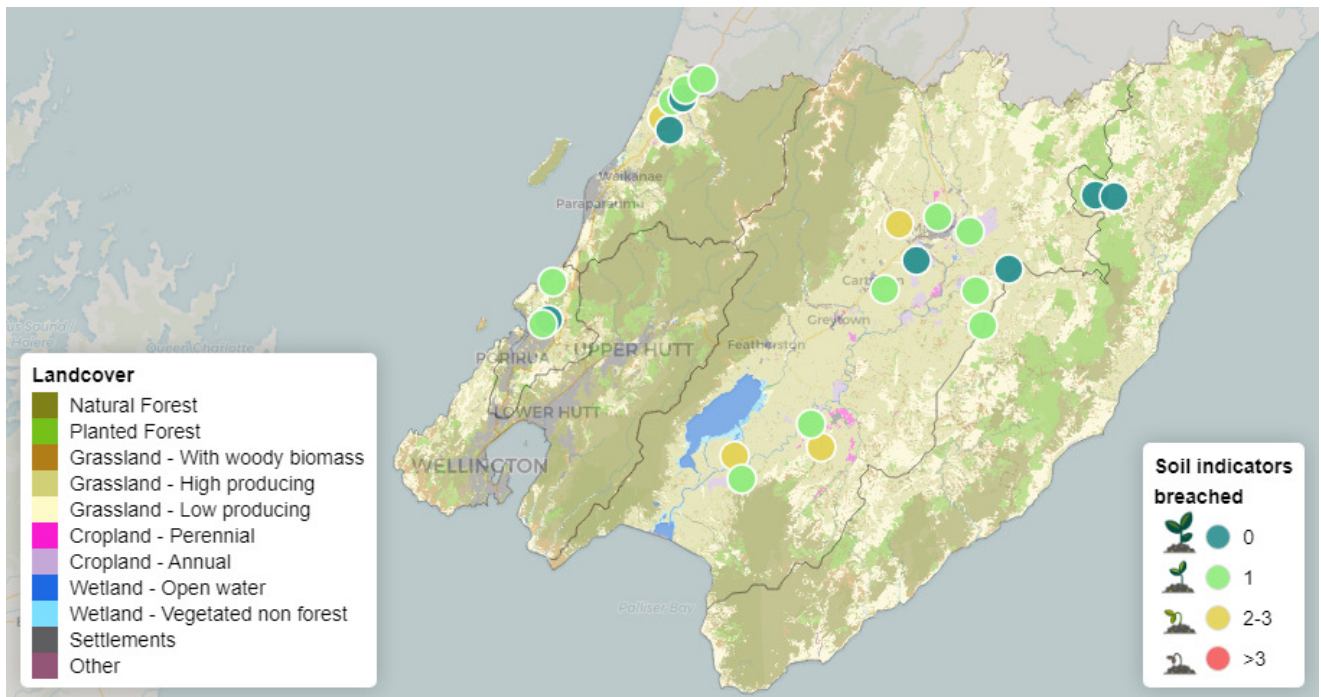 Waikanae
Paraparaumu
Greytown
Featherston
PORIRUA
UPPER HUTT
LOWER HUTT
WELLINGTON
Queen Charlotte
Palliser Bay
Landcover
Natural Forest
Planted Forest
Grassland - With woody biomass
Grassland - High producing
Grassland - Low producing
Cropland - Perennial
Cropland - Annual
Wetland - Open water
Wetland - Vegetated non forest
Settlements
Other
Soil indicators
breached
0
1
2-3
>3